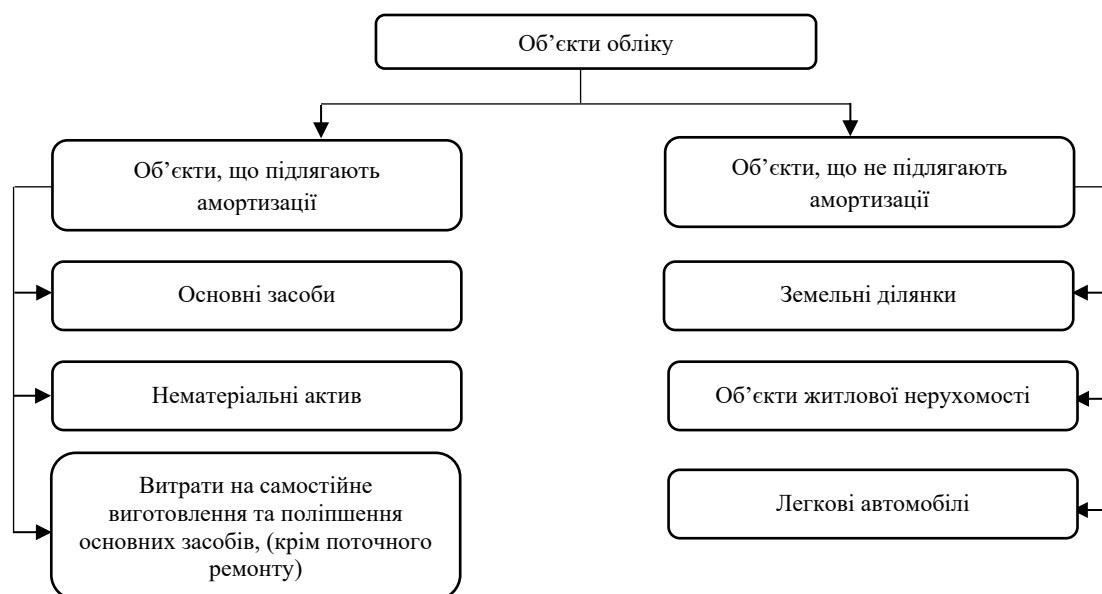 Об’єкти обліку
Об’єкти, що підлягають
амортизації
Об’єкти, що не підлягають
амортизації
Основні засоби
Земельні ділянки
Нематеріальні актив
Об’єкти житлової нерухомості
Витрати на самостійне
виготовлення та поліпшення
основних засобів, (крім поточного
ремонту)
Легкові автомобілі